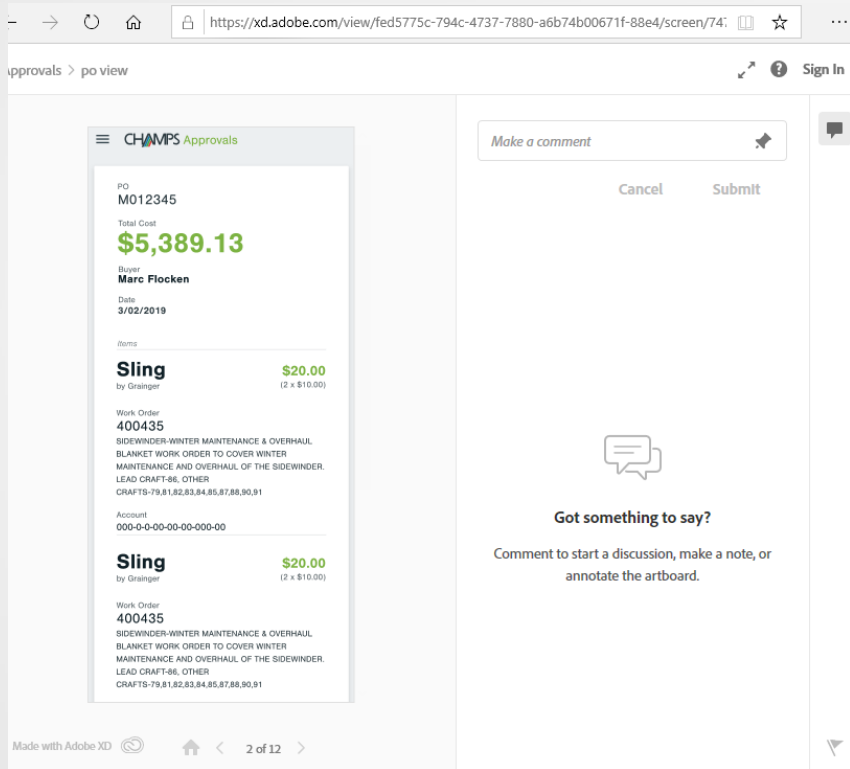 https://xd.adobe.com/view/fed5775c-794c-4737-7880-a6b74b00671f-88e4/screen/747
Approvals > po view
Sign In
CHAMPS Approvals
PO
M012345
Total Cost
$5,389.13
Buyer
Marc Flocken
Date
3/02/2019
Items
Sling
$20.00
by Grainger
(2 x $10.00)
Work Order
400435
SIDEWINDER-WINTER MAINTENANCE & OVERHAUL
BLANKET WORK ORDER TO COVER WINTER
MAINTENANCE AND OVERHAUL OF THE SIDEWINDER.
LEAD CRAFT-86, OTHER
CRAFTS-79,81,82,83,84,85,87,88,90,91
Account
000-0-0-00-00-00-000-00
Sling
$20.00
by Grainger
(2 x $10.00)
Work Order
400435
SIDEWINDER-WINTER MAINTENANCE & OVERHAUL
BLANKET WORK ORDER TO COVER WINTER
MAINTENANCE AND OVERHAUL OF THE SIDEWINDER.
LEAD CRAFT-86, OTHER
CRAFTS-79,81,82,83,84,85,87,88,90,91
Made with Adobe XD
2 of 12
Make a comment
Cancel
Submit
Got something to say?
Comment to start a discussion, make a note, or
annotate the artboard.